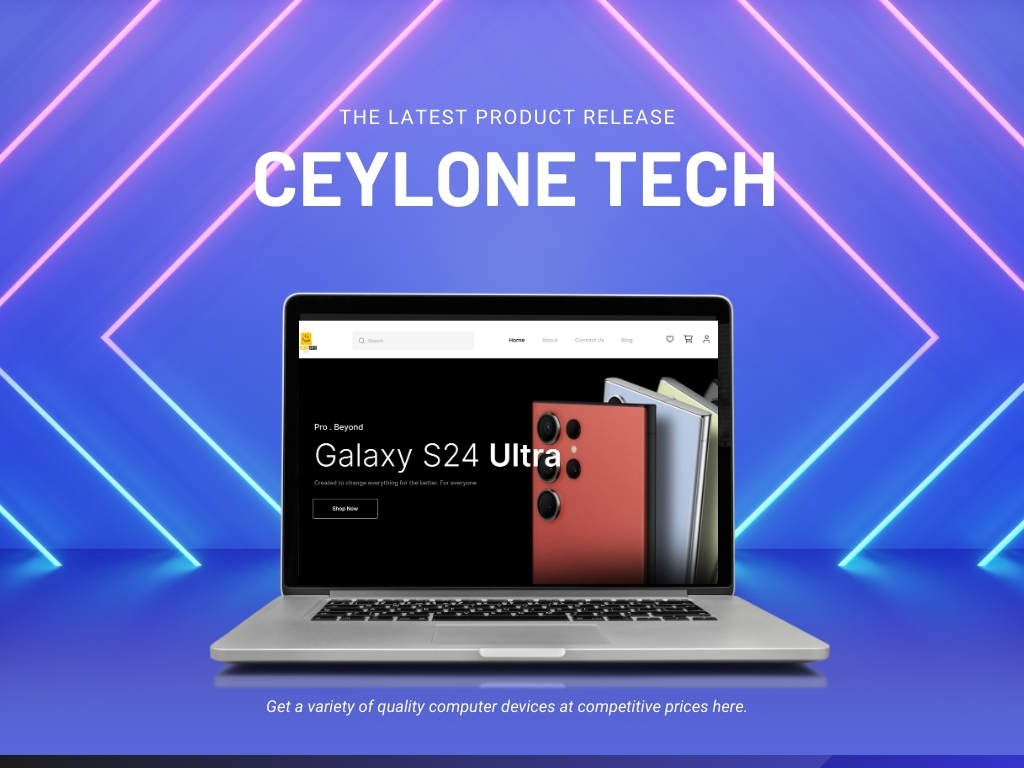 THE LATEST PRODUCT RELEASE
CEYLONE TECH
Search
Home About Contact Us Blog
Pro . Beyond
Galaxy S24 Ultra
Created to change everything for the better. For everyone
Shop Now
Get a variety of quality computer devices at competitive prices here.